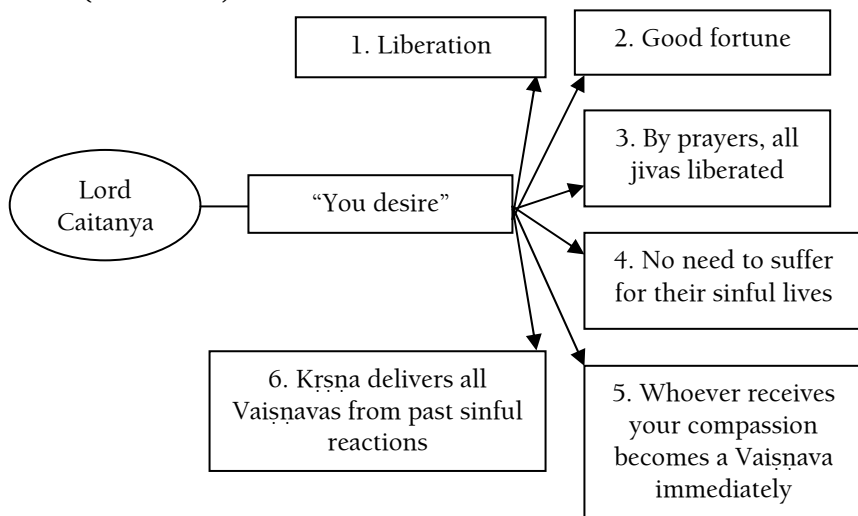 1. Liberation
2. Good fortune
3. By prayers, all
jivas liberated
Lord
Caitanya
“You desire”
4. No need to suffer
for their sinful lives
6. Kṛṣṇa delivers all
Vaiṣṇavas from past sinful
reactions
5. Whoever receives
your compassion
becomes a Vaiṣṇava
immediately